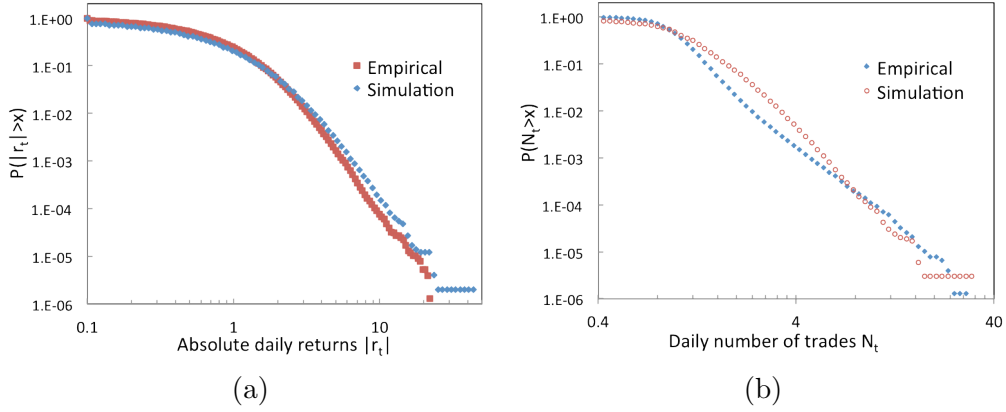 1.E+00
1.E-01
1.E-02
1.E-03
1.E-04
1.E-05
1.E-06
P(|r_t|>x)
Empirical
Simulation
0.1 1 10
Absolute daily returns |r_t|
(a)
1.E+00
1.E-01
1.E-02
1.E-03
1.E-04
1.E-05
1.E-06
P(N_t>x)
Empirical
Simulation
0.4 4 40
Daily number of trades N_t
(b)